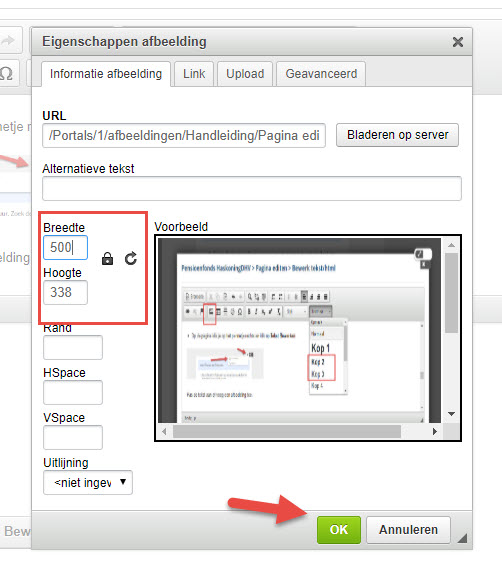 Eigenschappen afbeelding
Informatie afbeelding
Link
Upload
Geavanceerd
URL
/Portals/1/afbeeldingen/Handleiding/Pagina edi
Bladeren op server
Alternatieve tekst
Breedte
500
Hoogte
338
Voorbeeld
Pensioenfonds HaskoningDHV > Pagina editen > Bewerk tekst/html
Kop 1
Kop 2
Kop 3
Kop 4
Rand
HSpace
VSpace
Uitlijning
<niet ingev
OK
Annuleren
Bew